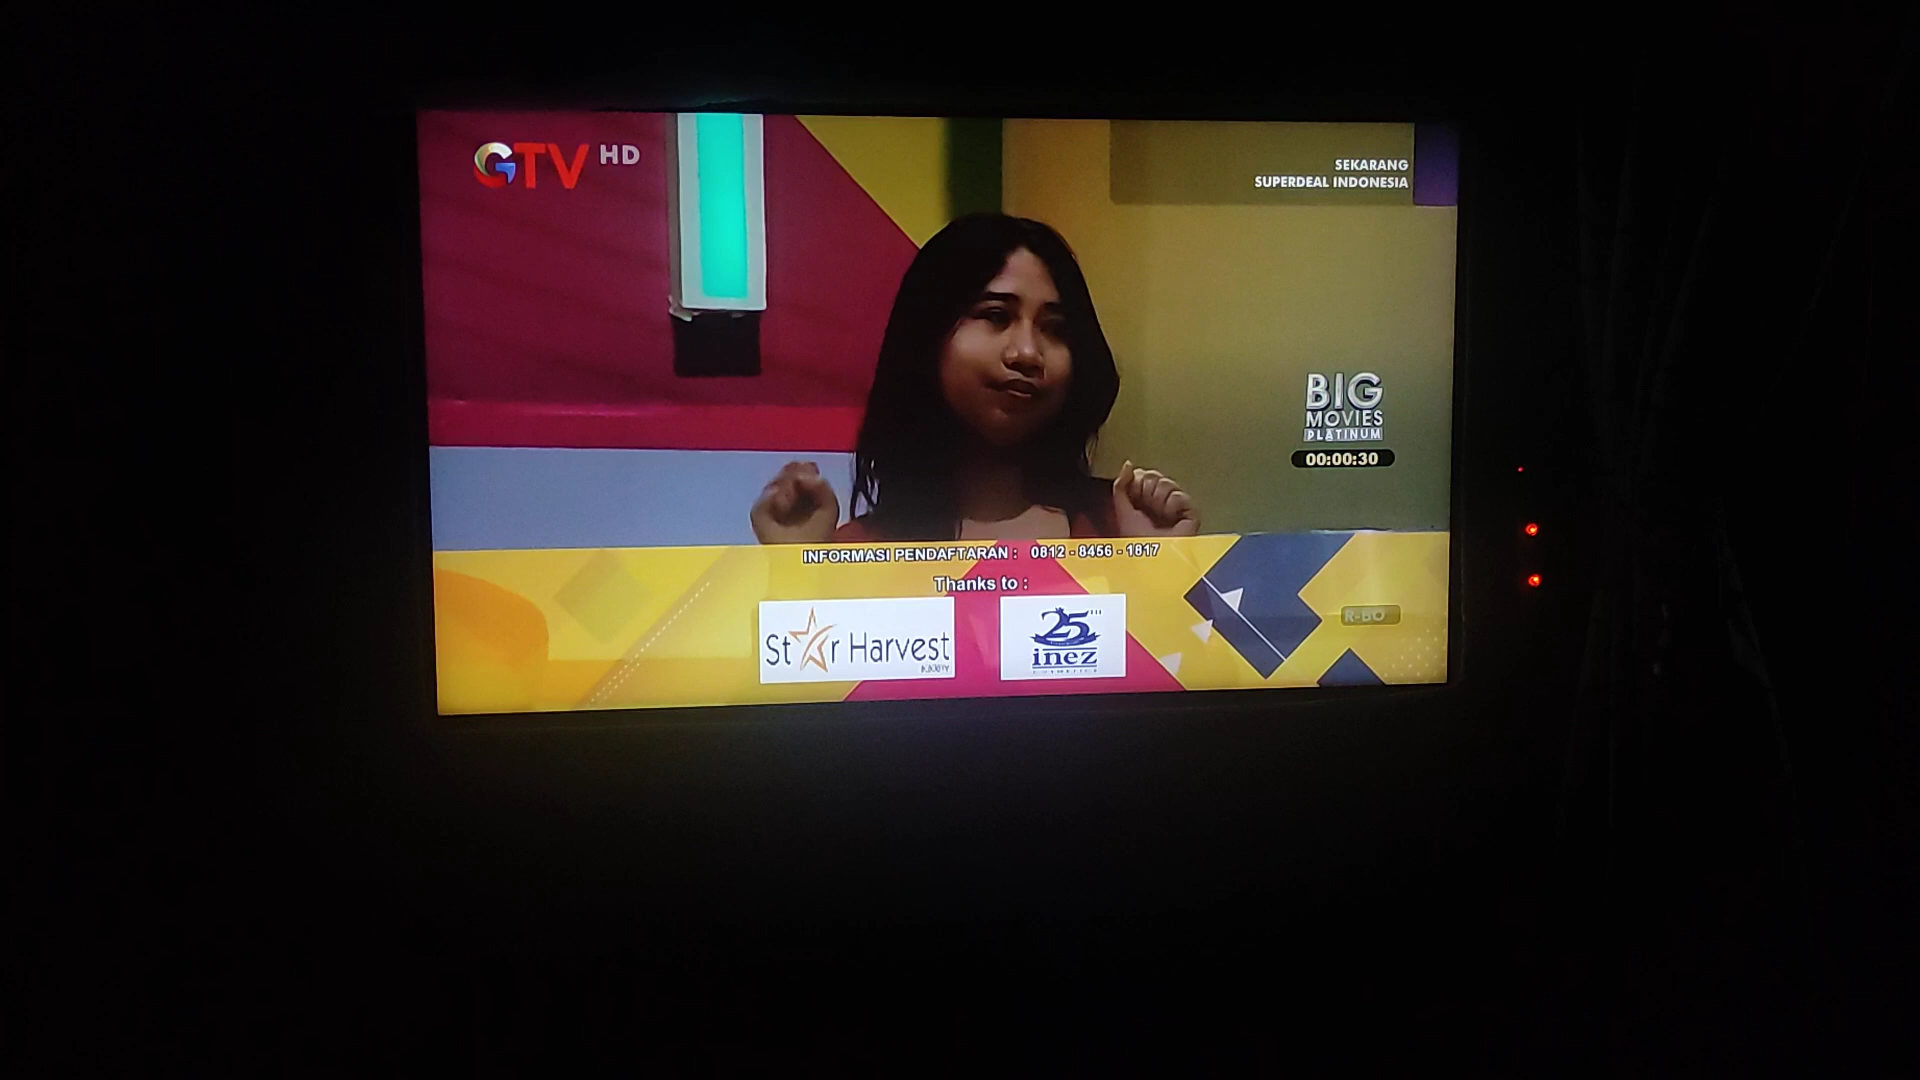 GTV HD
SEKARANG
SUPERDEAL INDONESIA
BIG
MOVIES
PLATINUM
00:00:30
INFORMASI PENDAFTARAN : 0812 - 8456 - 1817
Thanks to :
Star Harvest
25TH
inez
R-BO